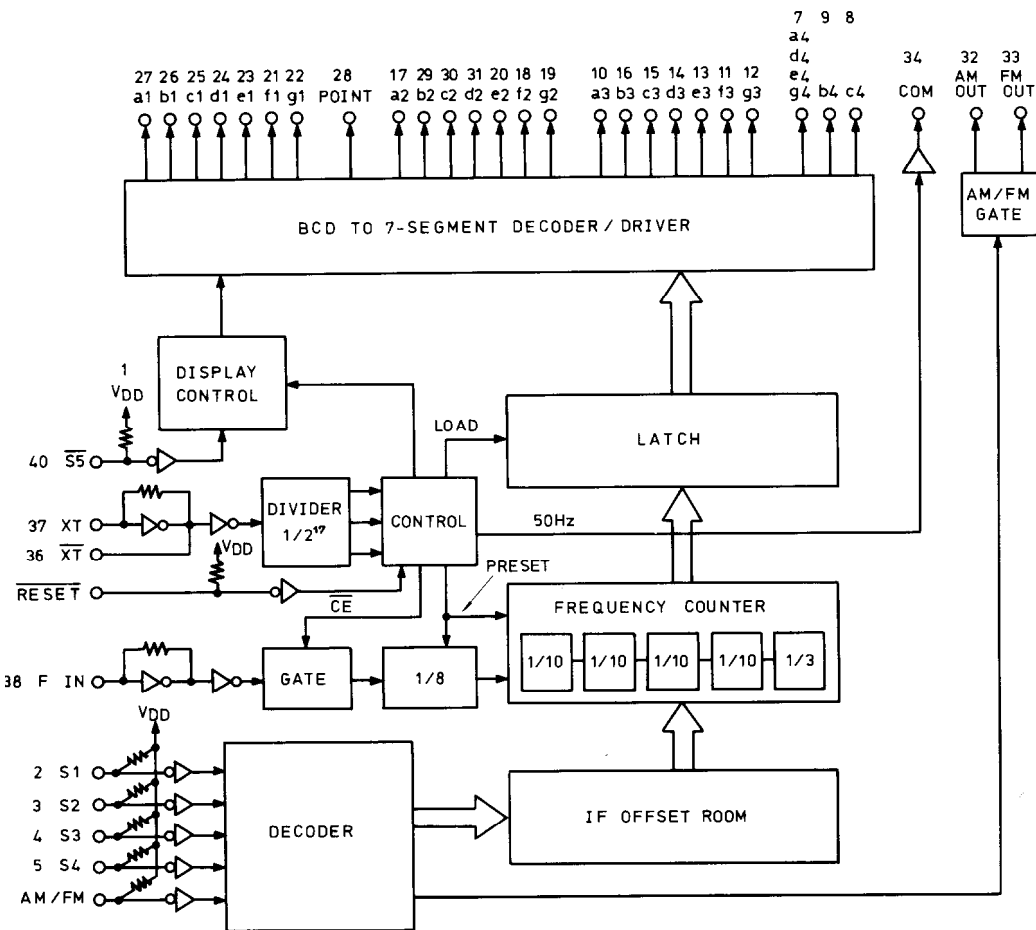 7 9 8
a4
d4
e4
g4 b4 c4
34
COM
32
AM
OUT
33
FM
OUT
27 26 25 24 23 21 22
a1 b1 c1 d1 e1 f1 g1
28
POINT
17 29 30 31 20 18 19
a2 b2 c2 d2 e2 f2 g2
10 16 15 14 13 11 12
a3 b3 c3 d3 e3 f3 g3
BCD TO 7-SEGMENT DECODER / DRIVER
AM/FM
GATE
1
VDD
DISPLAY
CONTROL
40 S5
LOAD
LATCH
37 XT
36 XT
DIVIDER
1/2¹⁷
CONTROL
50Hz
VDD
RESET
CE
PRESET
FREQUENCY COUNTER
1/10 1/10 1/10 1/10 1/3
38 F IN
GATE
1/8
VDD
2 S1
3 S2
4 S3
5 S4
AM/FM
DECODER
IF OFFSET ROOM